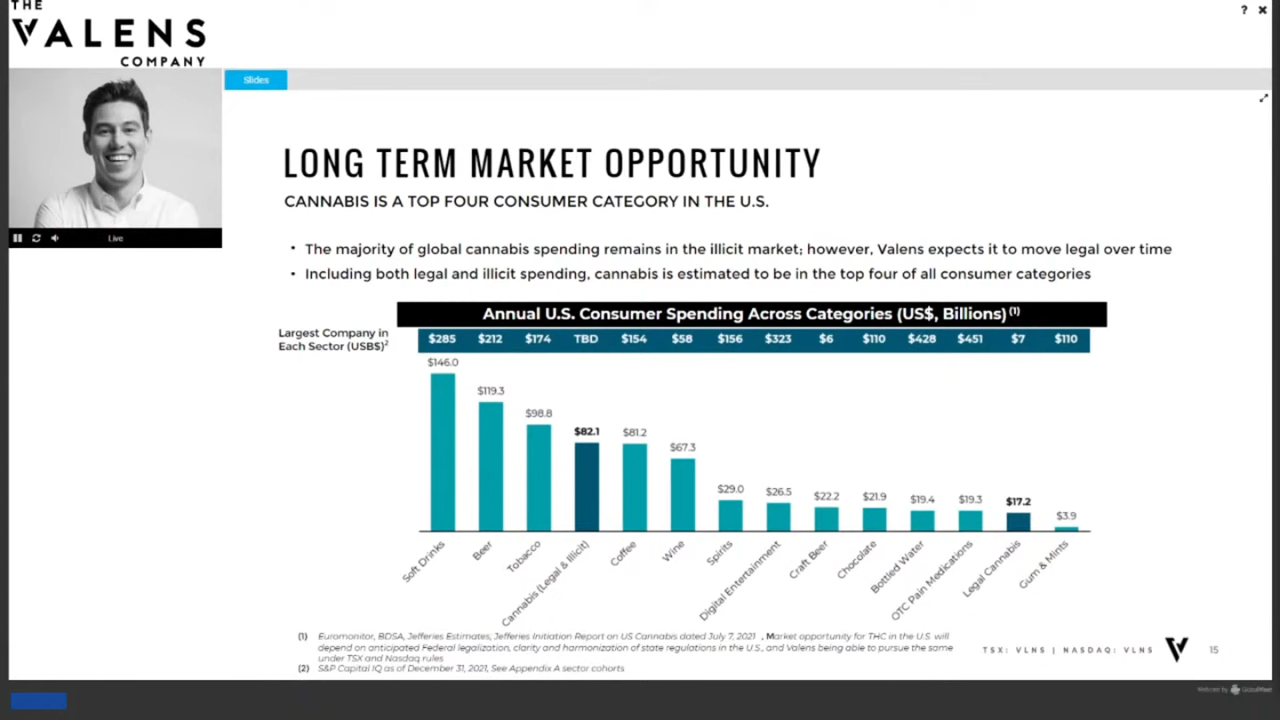 THE
VALENS
COMPANY
? ×
Slides
Live
LONG TERM MARKET OPPORTUNITY
CANNABIS IS A TOP FOUR CONSUMER CATEGORY IN THE U.S.
• The majority of global cannabis spending remains in the illicit market; however, Valens expects it to move legal over time
• Including both legal and illicit spending, cannabis is estimated to be in the top four of all consumer categories
Annual U.S. Consumer Spending Across Categories (US$, Billions) (1)
Largest Company in
Each Sector (USB$)2
$285 $212 $174 TBD $154 $58 $156 $323 $6 $110 $428 $451 $7 $110
$146.0 $119.3 $98.8 $82.1 $81.2 $67.3 $29.0 $26.5 $22.2 $21.9 $19.4 $19.3 $17.2 $3.9
Soft Drinks
Beer
Tobacco
Cannabis (Legal & Illicit)
Coffee
Wine
Spirits
Digital Entertainment
Craft Beer
Chocolate
Bottled Water
OTC Pain Medications
Legal Cannabis
Gum & Mints
(1) Euromonitor, BDSA, Jefferies Estimates; Jefferies Initiation Report on US Cannabis dated July 7, 2021 , Market opportunity for THC in the U.S. will
depend on anticipated Federal legalization, clarity and harmonization of state regulations in the U.S., and Valens being able to pursue the same
under TSX and Nasdaq rules
(2) S&P Capital IQ as of December 31, 2021, See Appendix A sector cohorts
TSX: VLNS | NASDAQ: VLNS
15
Webcast by GlobalMeet